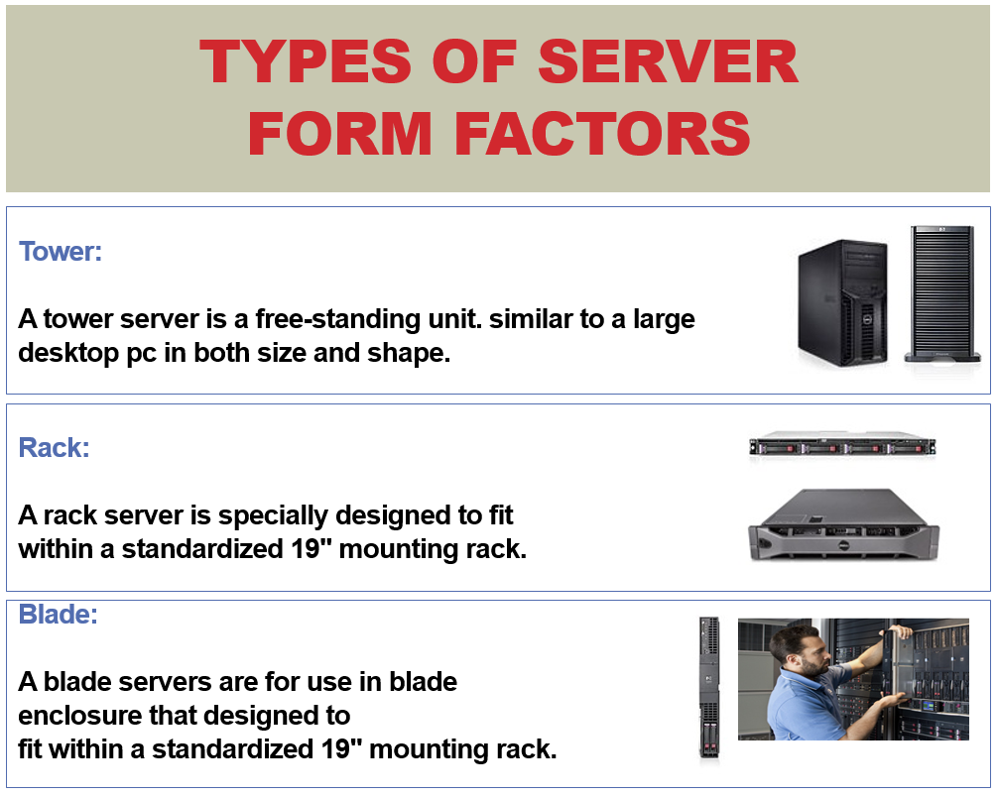 TYPES OF SERVER
FORM FACTORS
Tower:
A tower server is a free-standing unit. similar to a large
desktop pc in both size and shape.
Rack:
A rack server is specially designed to fit
within a standardized 19" mounting rack.
Blade:
A blade servers are for use in blade
enclosure that designed to
fit within a standardized 19" mounting rack.